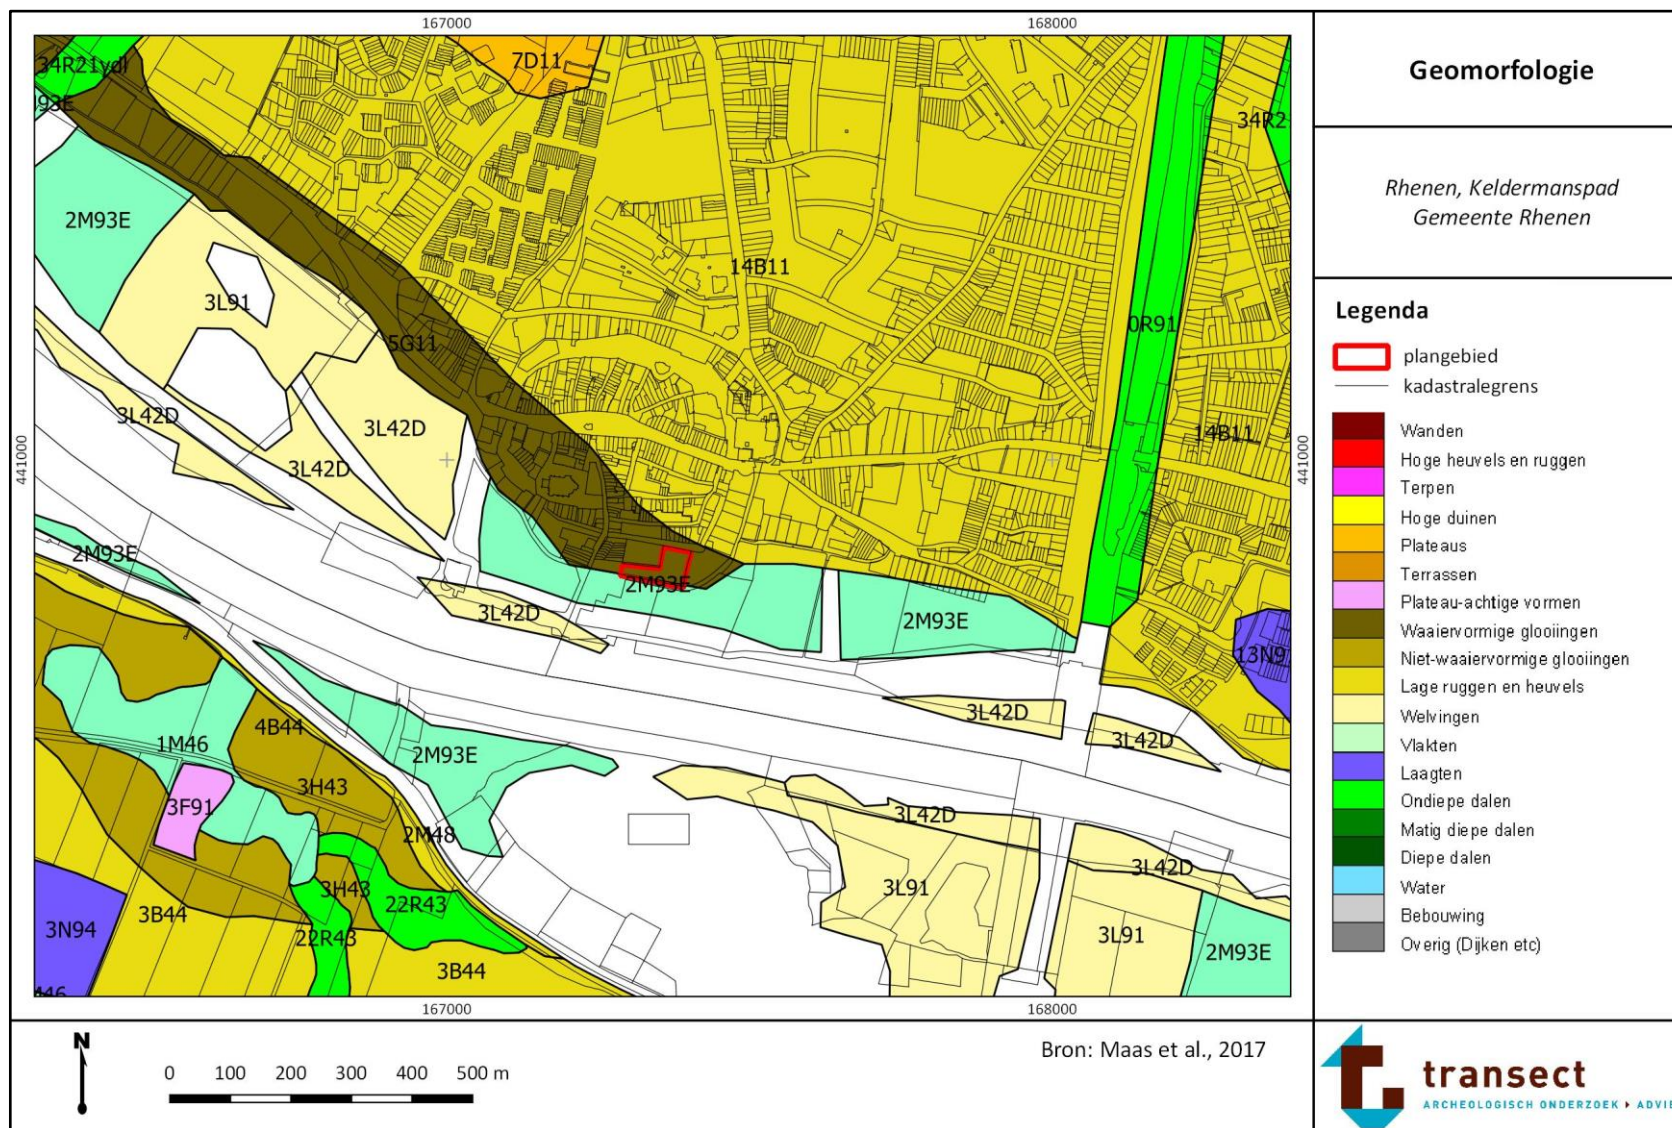 Geomorfologie
Rhenen, Keldermanspad
Gemeente Rhenen
Legenda
plangebied
kadastralegrens
Wanden
Hoge heuvels en ruggen
Terpen
Hoge duinen
Plateaus
Terrassen
Plateau-achtige vormen
Waaiervormige glooiingen
Niet-waaiervormige glooiingen
Lage ruggen en heuvels
Welvingen
Vlakten
Laagten
Ondiepe dalen
Matig diepe dalen
Diepe dalen
Water
Bebouwing
Overig (Dijken etc)
167000
168000
441000
441000
34R21ydl
93E
7D11
34R2
2M93E
14B11
3L91
0R91
5G11
3L42D
3L42D
14B11
3L42D
2M93E
2M93E
3L42D
2M93E
13N9
3L42D
4B44
1M46
2M93E
3L42D
3H43
3F91
3L42D
2M48
3L42D
3H43
3L91
22R43
3B44
3N94
22R43
3L91
2M93E
3B44
M46
167000
168000
N
0 100 200 300 400 500 m
Bron: Maas et al., 2017
transect
ARCHEOLOGISCH ONDERZOEK ▸ ADVIE